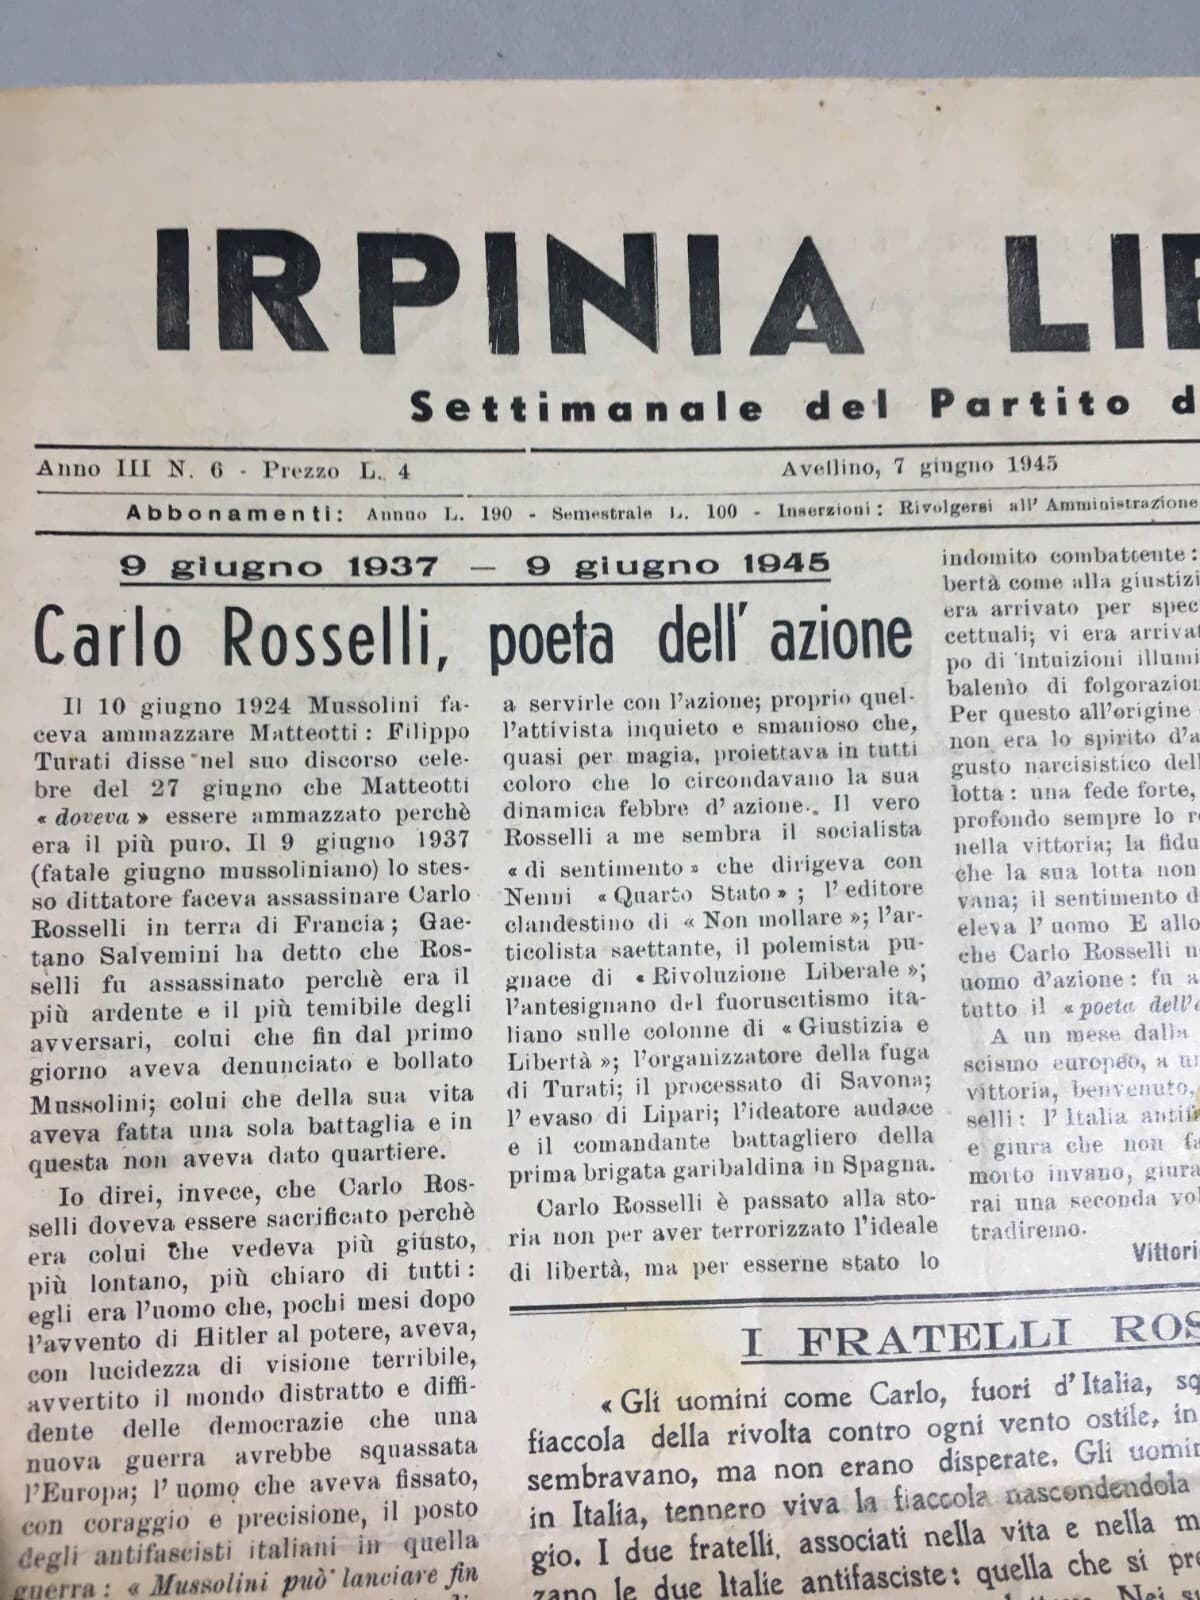 IRPINIA
Settimanale del Partito
Anno III N. 6 - Prezzo L. 4
Avellino, 7 giugno 1945
Abbonamenti: Annno L. 190 - Semestrale L. 100 - Inserzioni: Rivolgersi all' Amministrazione
9 giugno 1937 — 9 giugno 1945
Carlo Rosselli, poeta dell' azione
Il 10 giugno 1924 Mussolini fa-
ceva ammazzare Matteotti: Filippo
Turati disse nel suo discorso cele-
bre del 27 giugno che Matteotti
« doveva » essere ammazzato perchè
era il più puro. Il 9 giugno 1937
(fatale giugno mussoliniano) lo stes-
so dittatore faceva assassinare Carlo
Rosselli in terra di Francia; Gae-
tano Salvemini ha detto che Ros-
selli fu assassinato perchè era il
più ardente e il più temibile degli
avversari, colui che fin dal primo
giorno aveva denunciato e bollato
Mussolini; colui che della sua vita
aveva fatta una sola battaglia e in
questa non aveva dato quartiere.
Io direi, invece, che Carlo Ros-
selli doveva essere sacrificato perchè
era colui che vedeva più giusto,
più lontano, più chiaro di tutti:
egli era l'uomo che, pochi mesi dopo
l'avvento di Hitler al potere, aveva,
con lucidezza di visione terribile,
avvertito il mondo distratto e diffi-
dente delle democrazie che una
nuova guerra avrebbe squassata
l'Europa; l' uomo che aveva fissato,
con coraggio e precisione, il posto
degli antifascisti italiani in quella
guerra: « Mussolini può lanciare fin
a servirle con l'azione; proprio quel-
l'attivista inquieto e smanioso che,
quasi per magia, proiettava in tutti
coloro che lo circondavano la sua
dinamica febbre d' azione. Il vero
Rosselli a me sembra il socialista
« di sentimento » che dirigeva con
Nenni « Quarto Stato »; l' editore
clandestino di « Non mollare »; l'ar-
ticolista saettante, il polemista pu-
gnace di « Rivoluzione Liberale »;
l'antesignano del fuoruscitismo ita-
liano sulle colonne di « Giustizia e
Libertà »; l'organizzatore della fuga
di Turati; il processato di Savona;
l' evaso di Lipari; l'ideatore audace
e il comandante battagliero della
prima brigata garibaldina in Spagna.
Carlo Rosselli è passato alla sto-
ria non per aver terrorizzato l'ideale
di libertà, ma per esserne stato lo
indomito combattente:
bertà come alla giustizi
era arrivato per spec
cettuali; vi era arrivat
po di intuizioni illumi
balenìo di folgorazion
Per questo all'origine
non era lo spirito d'a
gusto narcisistico del
lotta: una fede forte,
profondo sempre lo r
nella vittoria; la fidu
che la sua lotta non
vana; il sentimento d
eleva l' uomo E allo
che Carlo Rosselli u
uomo d'azione: fu a
tutto il « poeta dell'
A un mese dalla
scismo europeo, a u
vittoria, benvenuto,
selli: l' Italia antif
e giura che non fa
morto invano, giura
rai una seconda vol
tradiremo.
Vittori
I FRATELLI ROS
« Gli uomini come Carlo, fuori d' Italia, sq
fiaccola della rivolta contro ogni vento ostile, in
sembravano, ma non erano disperate. Gli uomin
in Italia, tennero viva la fiaccola nascondendola
gio. I due fratelli, associati nella vita e nella m
zano le due Italie antifasciste: quella che si pre